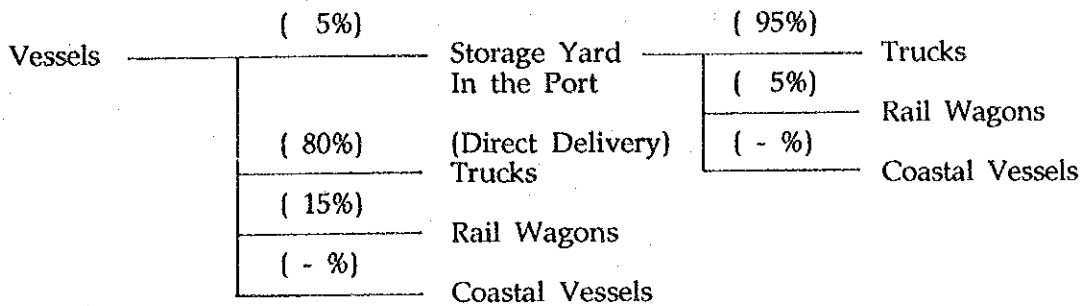 ( 5%) ( 95%)
Vessels Storage Yard Trucks
In the Port ( 5%)
Rail Wagons
( 80%) (Direct Delivery) ( - %)
Trucks Coastal Vessels
( 15%)
Rail Wagons
( - %)
Coastal Vessels